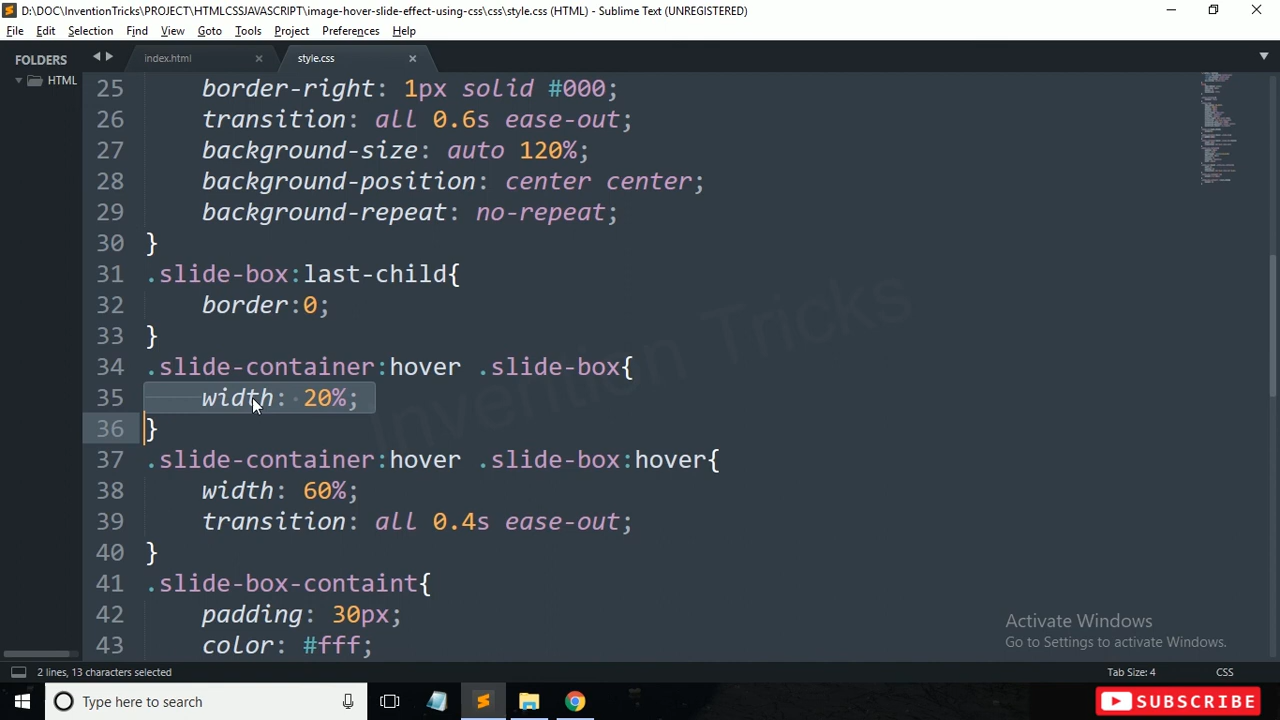 D:\DOC\InventionTricks\PROJECT\HTMLCSSJAVASCRIPT\image-hover-slide-effect-using-css\css\style.css (HTML) - Sublime Text (UNREGISTERED)
File Edit Selection Find View Goto Tools Project Preferences Help
FOLDERS
HTML
index.html
style.css
25 border-right: 1px solid #000;
26 transition: all 0.6s ease-out;
27 background-size: auto 120%;
28 background-position: center center;
29 background-repeat: no-repeat;
30 }
31 .slide-box:last-child{
32 border:0;
33 }
34 .slide-container:hover .slide-box{
35 width: 20%;
36 }
37 .slide-container:hover .slide-box:hover{
38 width: 60%;
39 transition: all 0.4s ease-out;
40 }
41 .slide-box-containt{
42 padding: 30px;
43 color: #fff;
Invention Tricks
Activate Windows
Go to Settings to activate Windows.
2 lines, 13 characters selected
Tab Size: 4
CSS
Type here to search
SUBSCRIBE